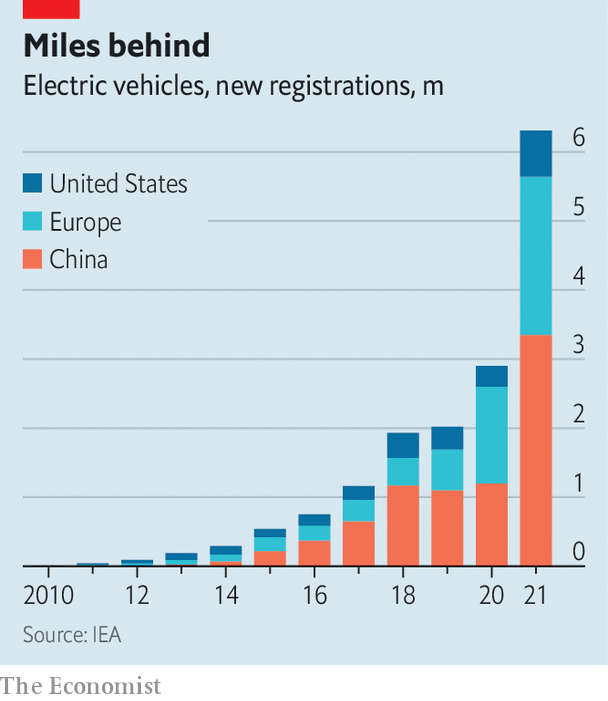 Miles behind
Electric vehicles, new registrations, m
United States
Europe
China
6
5
4
3
2
1
0
2010 12 14 16 18 20 21
Source: IEA
The Economist